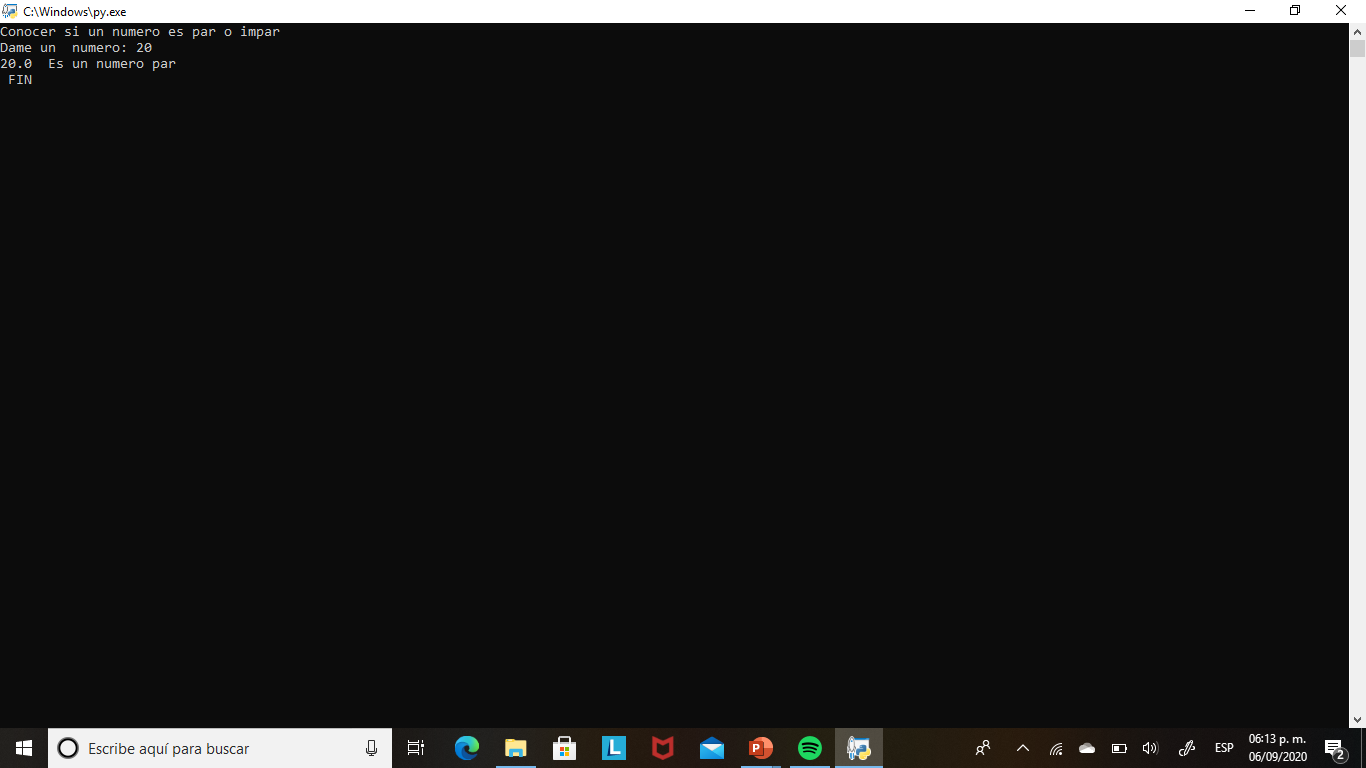 C:\Windows\py.exe
Conocer si un numero es par o impar
Dame un  numero: 20
20.0  Es un numero par
 FIN
Escribe aquí para buscar
L
P
ESP
06:13 p. m.
06/09/2020
2